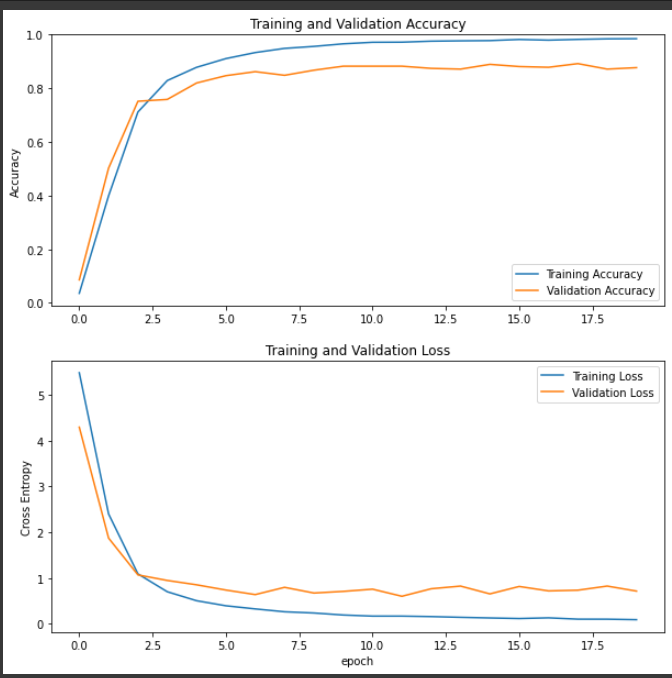 Training and Validation Accuracy
1.0
0.8
0.6
0.4
0.2
0.0
Accuracy
Training Accuracy
Validation Accuracy
0.0 2.5 5.0 7.5 10.0 12.5 15.0 17.5
Training and Validation Loss
5
4
3
2
1
0
Cross Entropy
Training Loss
Validation Loss
0.0 2.5 5.0 7.5 10.0 12.5 15.0 17.5
epoch